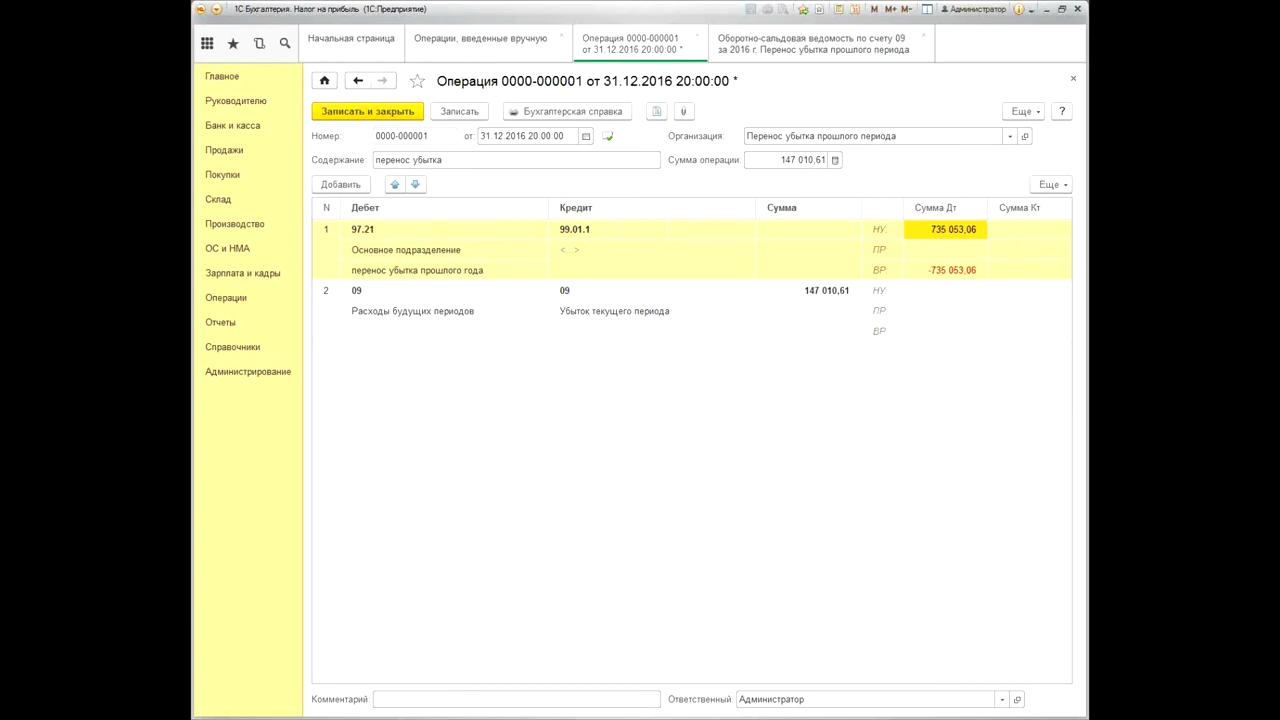 1С Бухгалтерия. Налог на прибыль (1С:Предприятие)
M M+ M- Администратор
Начальная страница
Операции, введенные вручную
Операция 0000-000001
от 31.12.2016 20:00:00 *
Оборотно-сальдовая ведомость по счету 09
за 2016 г. Перенос убытка прошлого периода
Главное
Руководителю
Банк и касса
Продажи
Покупки
Склад
Производство
ОС и НМА
Зарплата и кадры
Операции
Отчеты
Справочники
Администрирование
Операция 0000-000001 от 31.12.2016 20:00:00 *
Записать и закрыть Записать Бухгалтерская справка Еще ?
Номер: 0000-000001 от: 31.12.2016 20:00:00 Организация: Перенос убытка прошлого периода
Содержание: перенос убытка Сумма операции: 147 010,61
Добавить Еще
N Дебет Кредит Сумма Сумма Дт Сумма Кт
1 97.21 99.01.1 НУ 735 053,06
Основное подразделение <...> ПР
перенос убытка прошлого года ВР -735 053,06
2 09 09 147 010,61 НУ
Расходы будущих периодов Убыток текущего периода ПР
ВР
Комментарий: Ответственный: Администратор